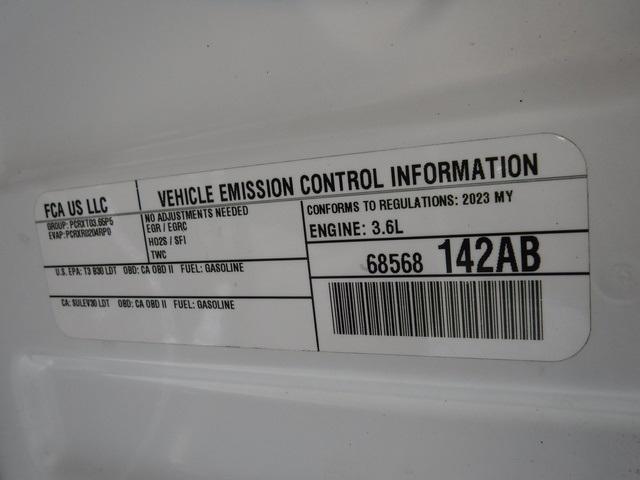 FCA US LLC
VEHICLE EMISSION CONTROL INFORMATION
GROUP: PCRXT03.65P5
EVAP: PCRXR0204RP0
NO ADJUSTMENTS NEEDED
EGR / EGRC
HO2S / SFI
TWC
CONFORMS TO REGULATIONS: 2023 MY
ENGINE: 3.6L
U.S. EPA: T3 B30 LDT OBD: CA OBD II FUEL: GASOLINE
CA: SULEV30 LDT OBD: CA OBD II FUEL: GASOLINE
68568 142AB